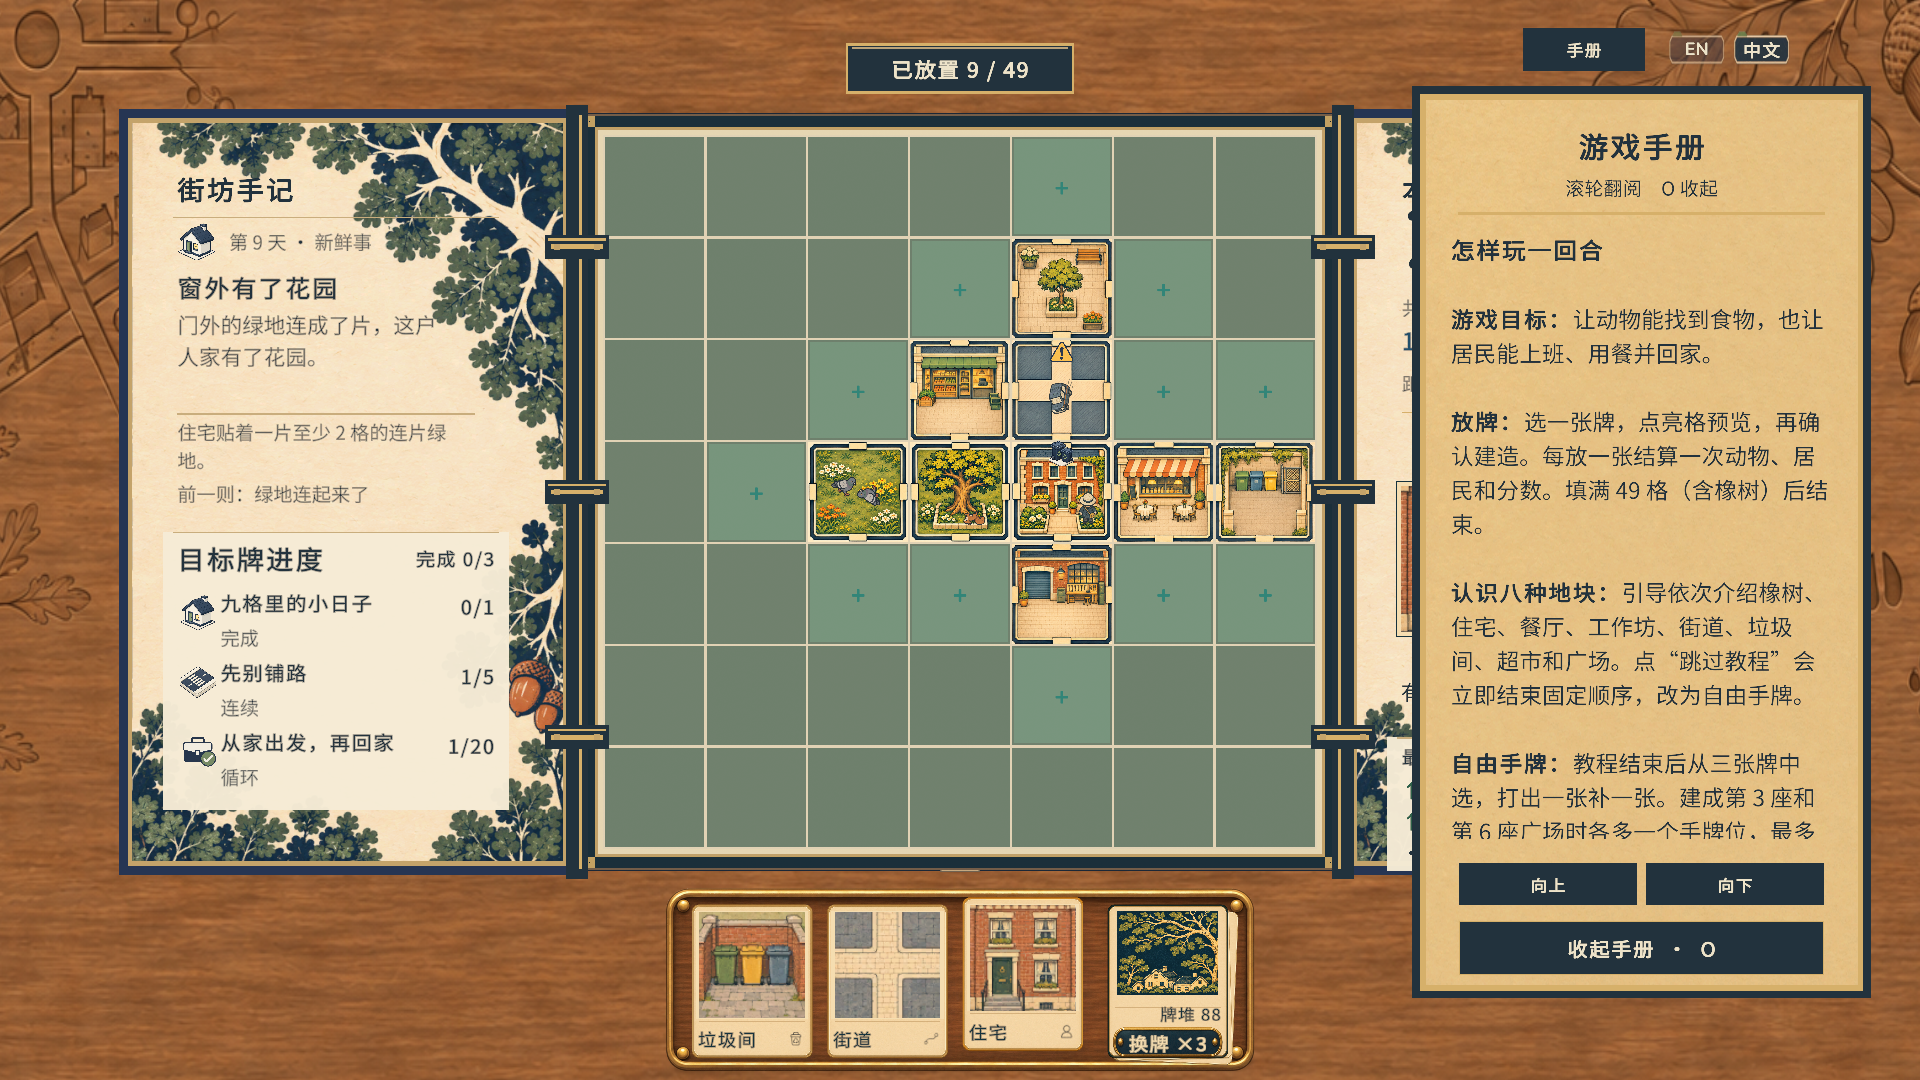 已放置 9 / 49
手册
EN
中文
街坊手记
第 9 天 · 新鲜事
窗外有了花园
门外的绿地连成了片，这户
人家有了花园。
住宅贴着一片至少 2 格的连片绿
地。
前一则：绿地连起来了
目标牌进度
完成 0/3
九格里的小日子
0/1
完成
先别铺路
1/5
连续
从家出发，再回家
1/20
循环
游戏手册
滚轮翻阅 O 收起
怎样玩一回合
游戏目标：让动物能找到食物，也让
居民能上班、用餐并回家。
放牌：选一张牌，点亮格预览，再确
认建造。每放一张结算一次动物、居
民和分数。填满 49 格（含橡树）后结
束。
认识八种地块：引导依次介绍橡树、
住宅、餐厅、工作坊、街道、垃圾
间、超市和广场。点“跳过教程”会
立即结束固定顺序，改为自由手牌。
自由手牌：教程结束后从三张牌中
选，打出一张补一张。建成第 3 座和
第 6 座广场时各多一个手牌位，最多
向上
向下
收起手册 · O
垃圾间
街道
住宅
牌堆 88
换牌 ×3